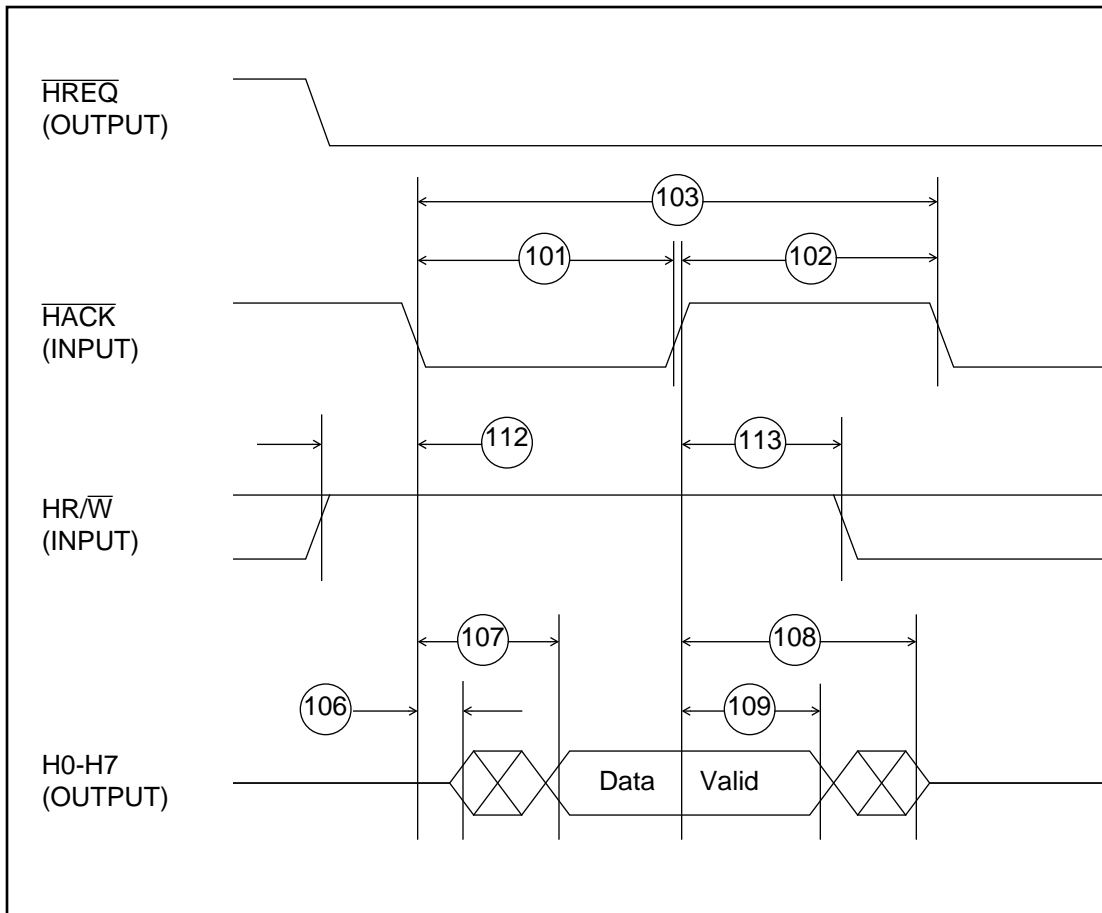 HREQ
(OUTPUT)
103
101
102
HACK
(INPUT)
112
113
HR/W
(INPUT)
107
108
106
109
H0-H7
(OUTPUT)
Data Valid